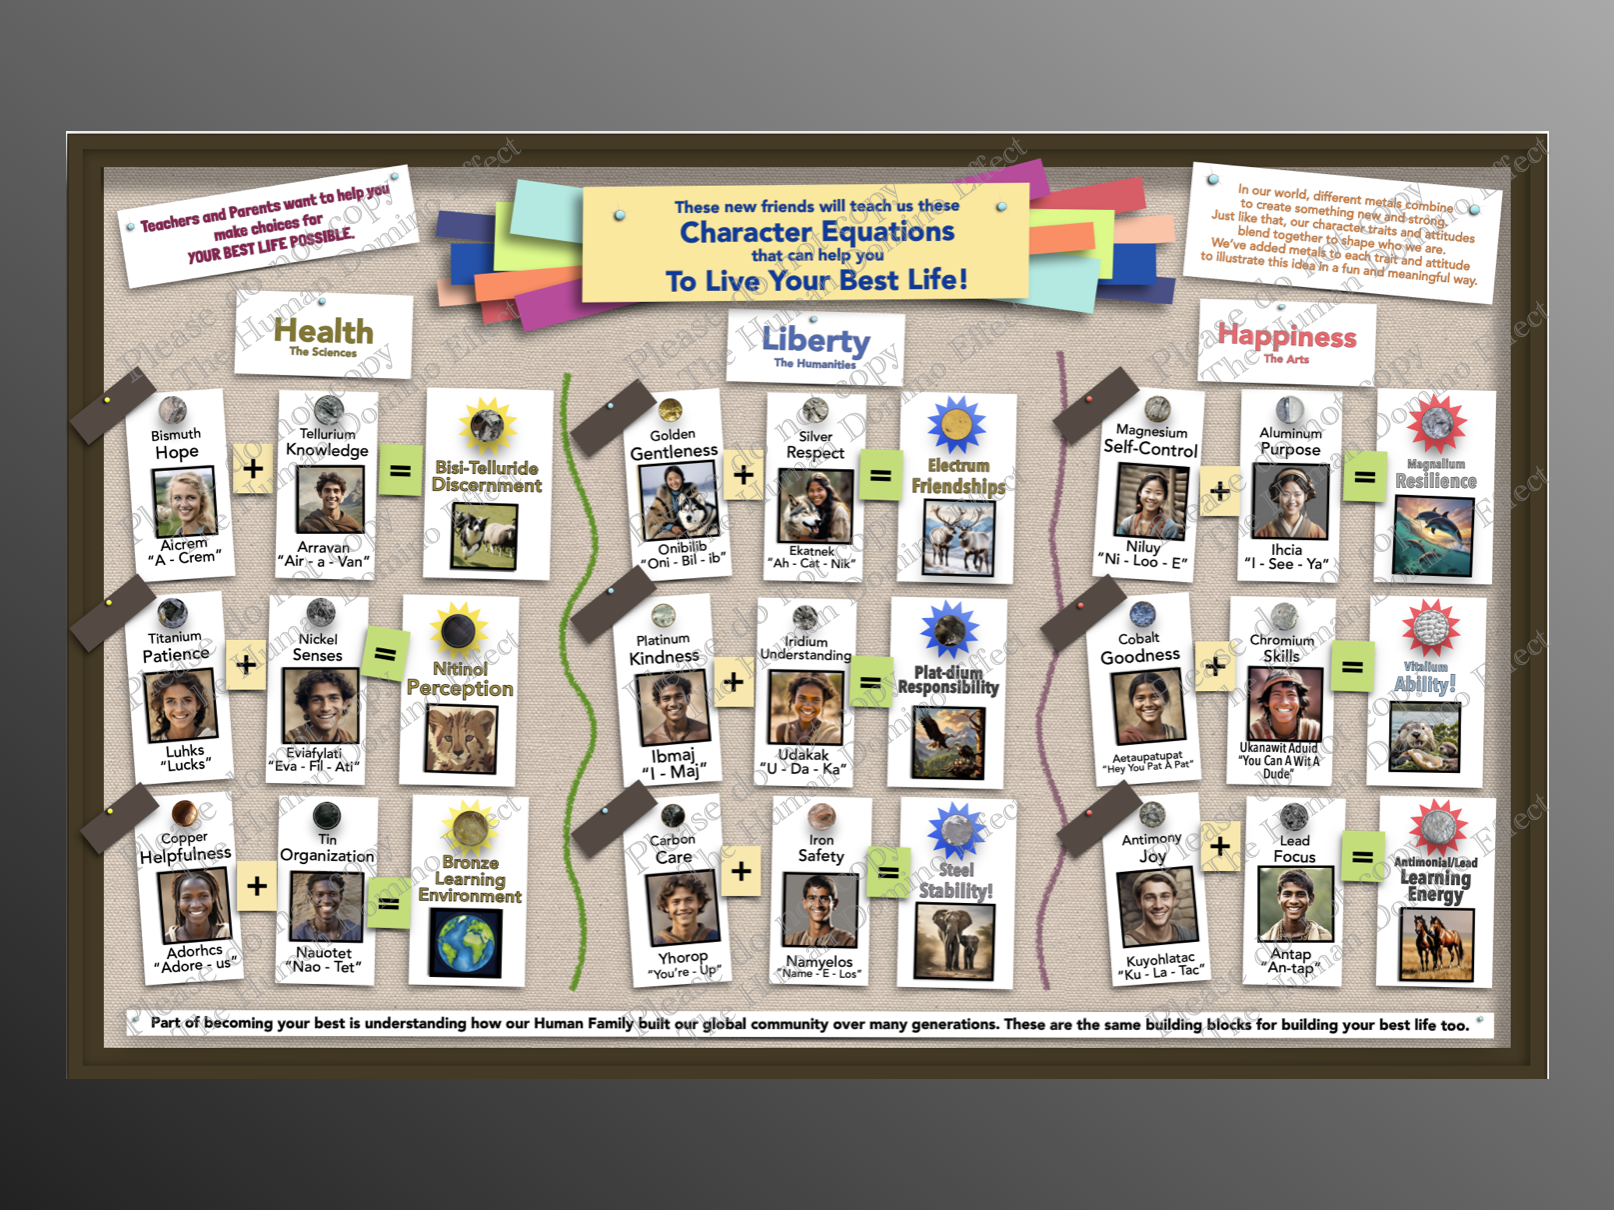 Teachers and Parents want to help you
make choices for
YOUR BEST LIFE POSSIBLE.
These new friends will teach us these
Character Equations
that can help you
To Live Your Best Life!
In our world, different metals combine
to create something new and strong.
Just like that, our character traits and attitudes
blend together to shape who we are.
We've added metals to each trait and attitude
to illustrate this idea in a fun and meaningful way.
Health
The Sciences
Liberty
The Humanities
Happiness
The Arts
Bismuth
Hope
Aicrem
"A - Crem"
+
Tellurium
Knowledge
Arravan
"Air - a - Van"
=
Bisi-Telluride
Discernment
Golden
Gentleness
Onibilib
"Oni - Bil - ib"
+
Silver
Respect
Ekatnek
"Ah - Cat - Nik"
=
Electrum
Friendships
Magnesium
Self-Control
Niluy
"Ni - Loo - E"
+
Aluminum
Purpose
Ihcia
"I - See - Ya"
=
Magnalium
Resilience
Titanium
Patience
Luhks
"Lucks"
+
Nickel
Senses
Eviafylati
"Eva - Fil - Ati"
=
Nitinol
Perception
Platinum
Kindness
Ibmaj
"I - Maj"
+
Iridium
Understanding
Udakak
"U - Da - Ka"
=
Plat-dium
Responsibility
Cobalt
Goodness
Aetaupatupat
"Hey You Pat A Pat"
+
Chromium
Skills
Ukanawit Aduid
"You Can A Wit A
Dude"
=
Vitalium
Ability!
Copper
Helpfulness
Adorhcs
"Adore - us"
+
Tin
Organization
Nauotet
"Nao - Tet"
=
Bronze
Learning
Environment
Carbon
Care
Yhorop
"You're - Up"
+
Iron
Safety
Namyelos
"Name - E - Los"
=
Steel
Stability!
Antimony
Joy
Kuyohlatac
"Ku - La - Tac"
+
Lead
Focus
Antap
"An-tap"
=
Antimonial/Lead
Learning
Energy
Part of becoming your best is understanding how our Human Family built our global community over many generations. These are the same building blocks for building your best life too.
Please do not copy
The Human Domino Effect